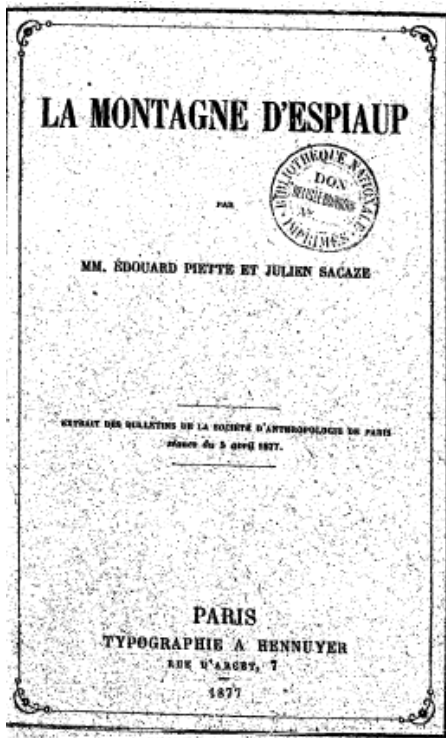 LA MONTAGNE D'ESPIAUP
BIBLIOTHÈQUE NATIONALE
DON
IMPRIMÉS
PAR
MM. ÉDOUARD PIETTE ET JULIEN SACAZE
EXTRAIT DES BULLETINS DE LA SOCIÉTÉ D'ANTHROPOLOGIE DE PARIS
séance du 5 avril 1877.
PARIS
TYPOGRAPHIE A HENNUYER
RUE D'ARCET, 7
1877